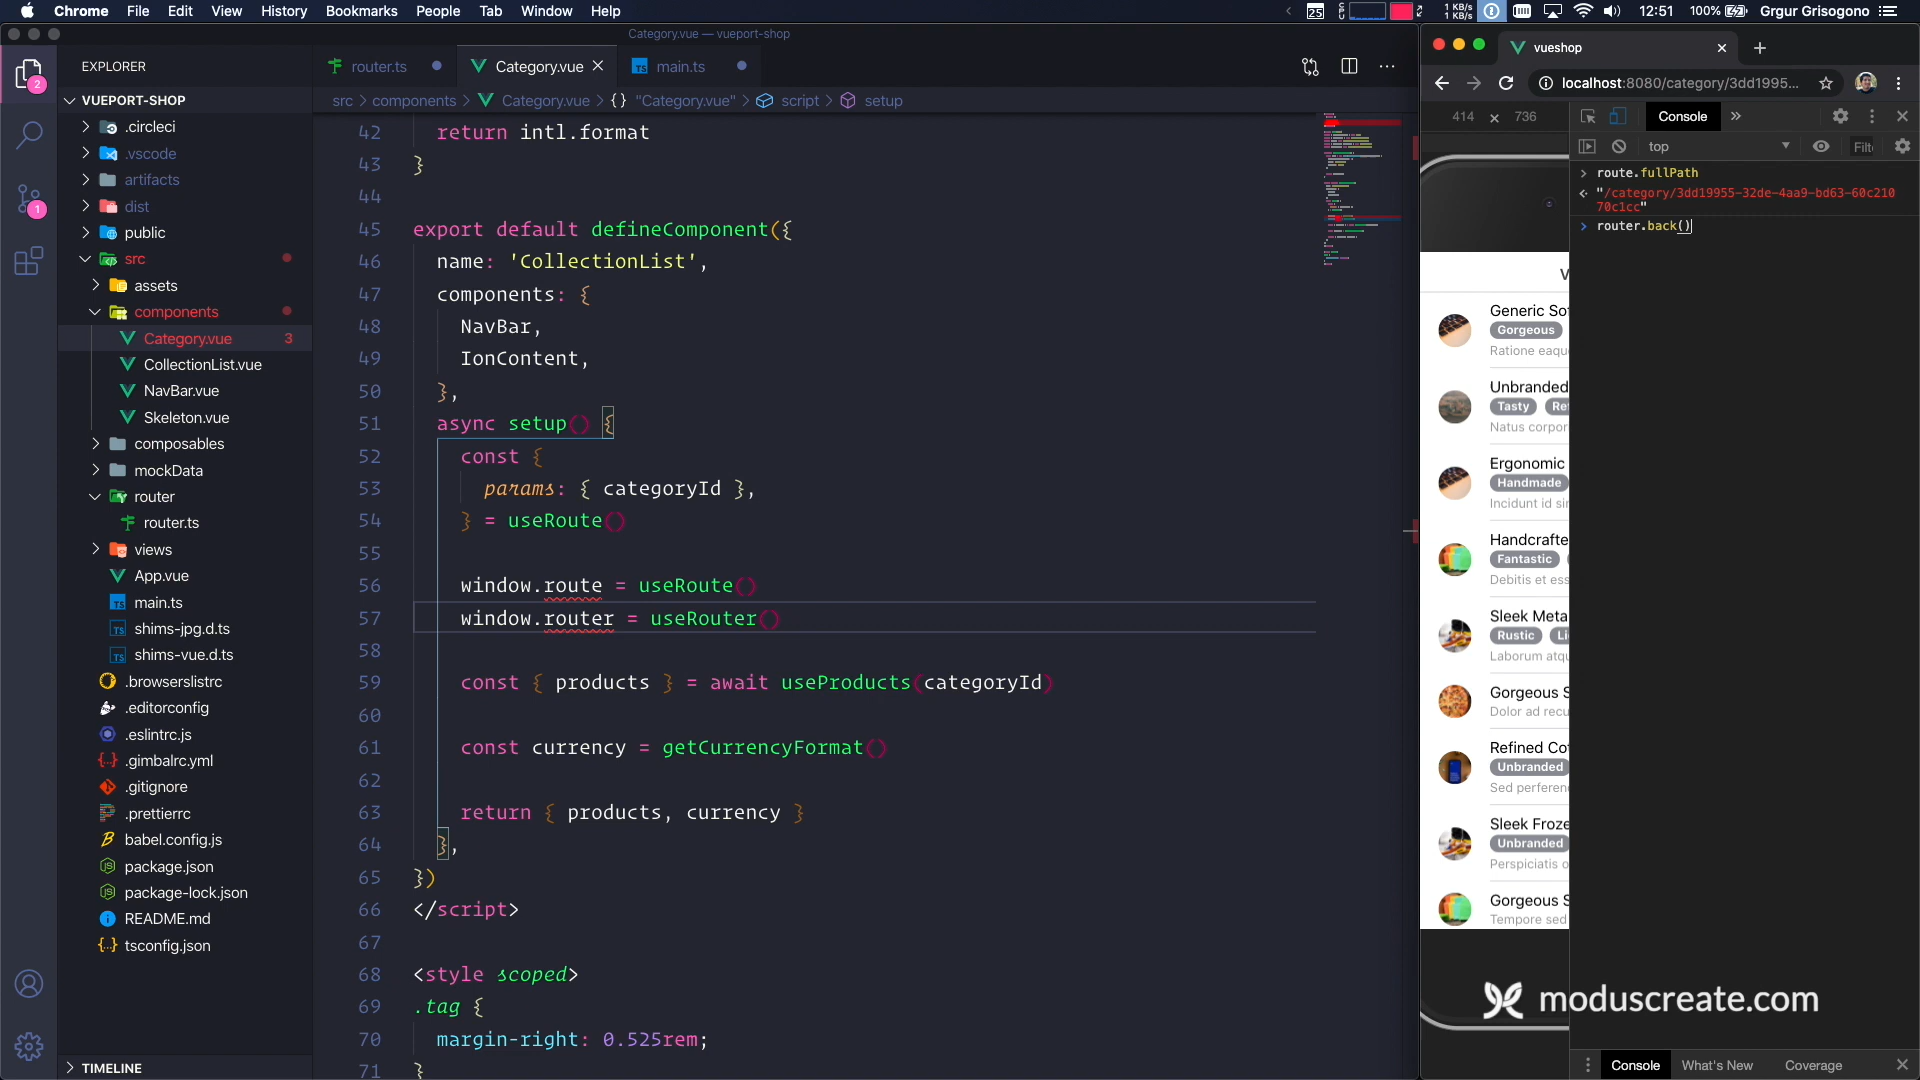 Chrome File Edit View History Bookmarks People Tab Window Help
25
1 KB/s
1 KB/s
12:51 100% Grgur Grisogono
Category.vue — vueport-shop
EXPLORER
router.ts
Category.vue
main.ts
src > components > Category.vue > {} "Category.vue" > script > setup
2
1
VUEPORT-SHOP
.circleci
.vscode
artifacts
dist
public
src
assets
components
Category.vue 3
CollectionList.vue
NavBar.vue
Skeleton.vue
composables
mockData
router
router.ts
views
App.vue
main.ts
shims-jpg.d.ts
shims-vue.d.ts
.browserslistrc
.editorconfig
.eslintrc.js
.gimbalrc.yml
.gitignore
.prettierrc
babel.config.js
package.json
package-lock.json
README.md
tsconfig.json
TIMELINE
42 return intl.format
43 }
44
45 export default defineComponent({
46 name: 'CollectionList',
47 components: {
48 NavBar,
49 IonContent,
50 },
51 async setup() {
52 const {
53 params: { categoryId },
54 } = useRoute()
55
56 window.route = useRoute()
57 window.router = useRouter()
58
59 const { products } = await useProducts(categoryId)
60
61 const currency = getCurrencyFormat()
62
63 return { products, currency }
64 },
65 })
66 </script>
67
68 <style scoped>
69 .tag {
70 margin-right: 0.525rem;
71 }
vueshop
localhost:8080/category/3dd1995...
414 × 736
Console
top
Filt
route.fullPath
"/category/3dd19955-32de-4aa9-bd63-60c210
70c1cc"
router.back()
V
Generic Sof
Gorgeous
Ratione eaqu
Unbranded
Tasty Re
Natus corpor
Ergonomic
Handmade
Incidunt id sin
Handcrafte
Fantastic
Debitis et ess
Sleek Meta
Rustic Li
Laborum atqu
Gorgeous S
Dolor ad recu
Refined Cot
Unbranded
Sed perferen
Sleek Froze
Unbranded
Perspiciatis o
Gorgeous S
Tempore sed
moduscreate.com
Console What's New Coverage